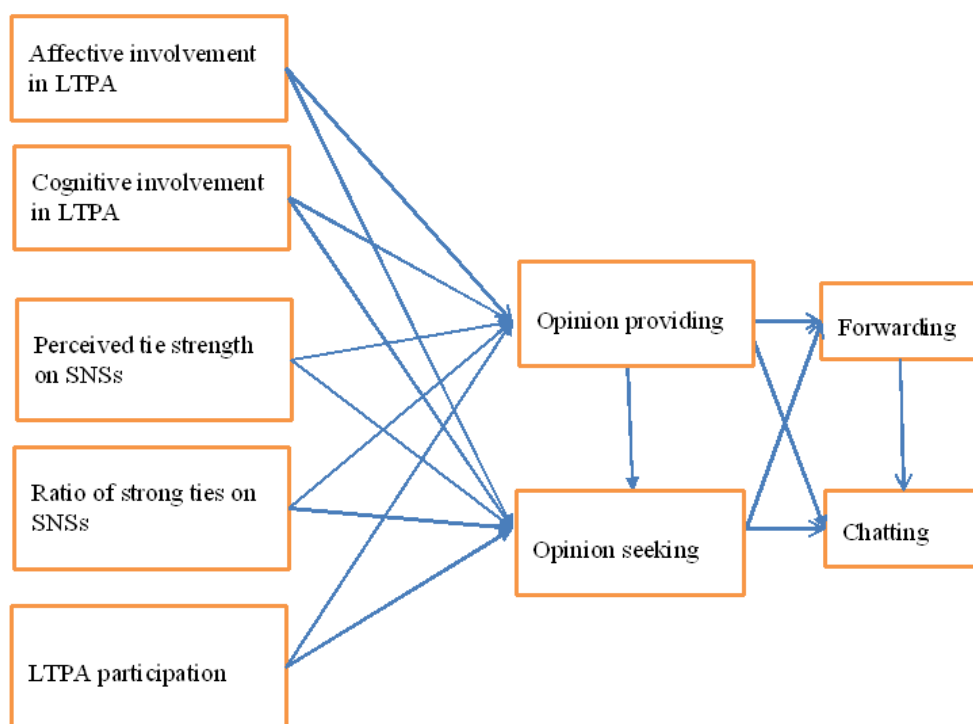 Affective involvement
in LTPA
Cognitive involvement
in LTPA
Perceived tie strength
on SNSs
Ratio of strong ties on
SNSs
LTPA participation
Opinion providing
Opinion seeking
Forwarding
Chatting